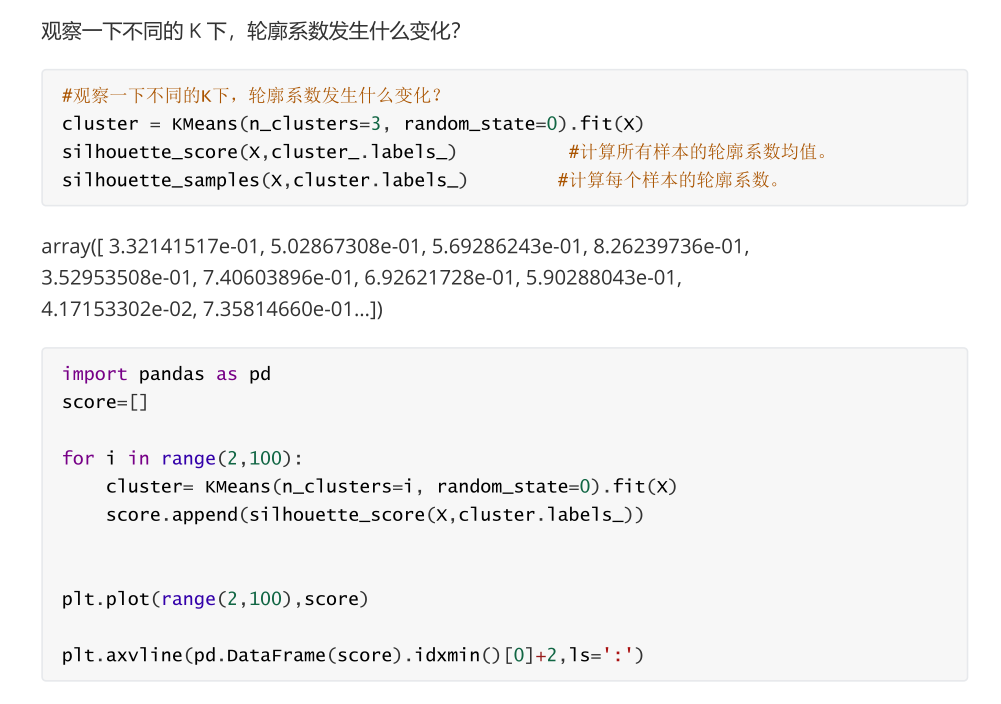 观察一下不同的 K 下，轮廓系数发生什么变化？
#观察一下不同的K下，轮廓系数发生什么变化？
cluster = KMeans(n_clusters=3, random_state=0).fit(X)
silhouette_score(X,cluster_.labels_)          #计算所有样本的轮廓系数均值。
silhouette_samples(X,cluster.labels_)        #计算每个样本的轮廓系数。
array([ 3.32141517e-01, 5.02867308e-01, 5.69286243e-01, 8.26239736e-01,
3.52953508e-01, 7.40603896e-01, 6.92621728e-01, 5.90288043e-01,
4.17153302e-02, 7.35814660e-01...])
import pandas as pd
score=[]
for i in range(2,100):
    cluster= KMeans(n_clusters=i, random_state=0).fit(X)
    score.append(silhouette_score(X,cluster.labels_))
plt.plot(range(2,100),score)
plt.axvline(pd.DataFrame(score).idxmin()[0]+2,ls=':')